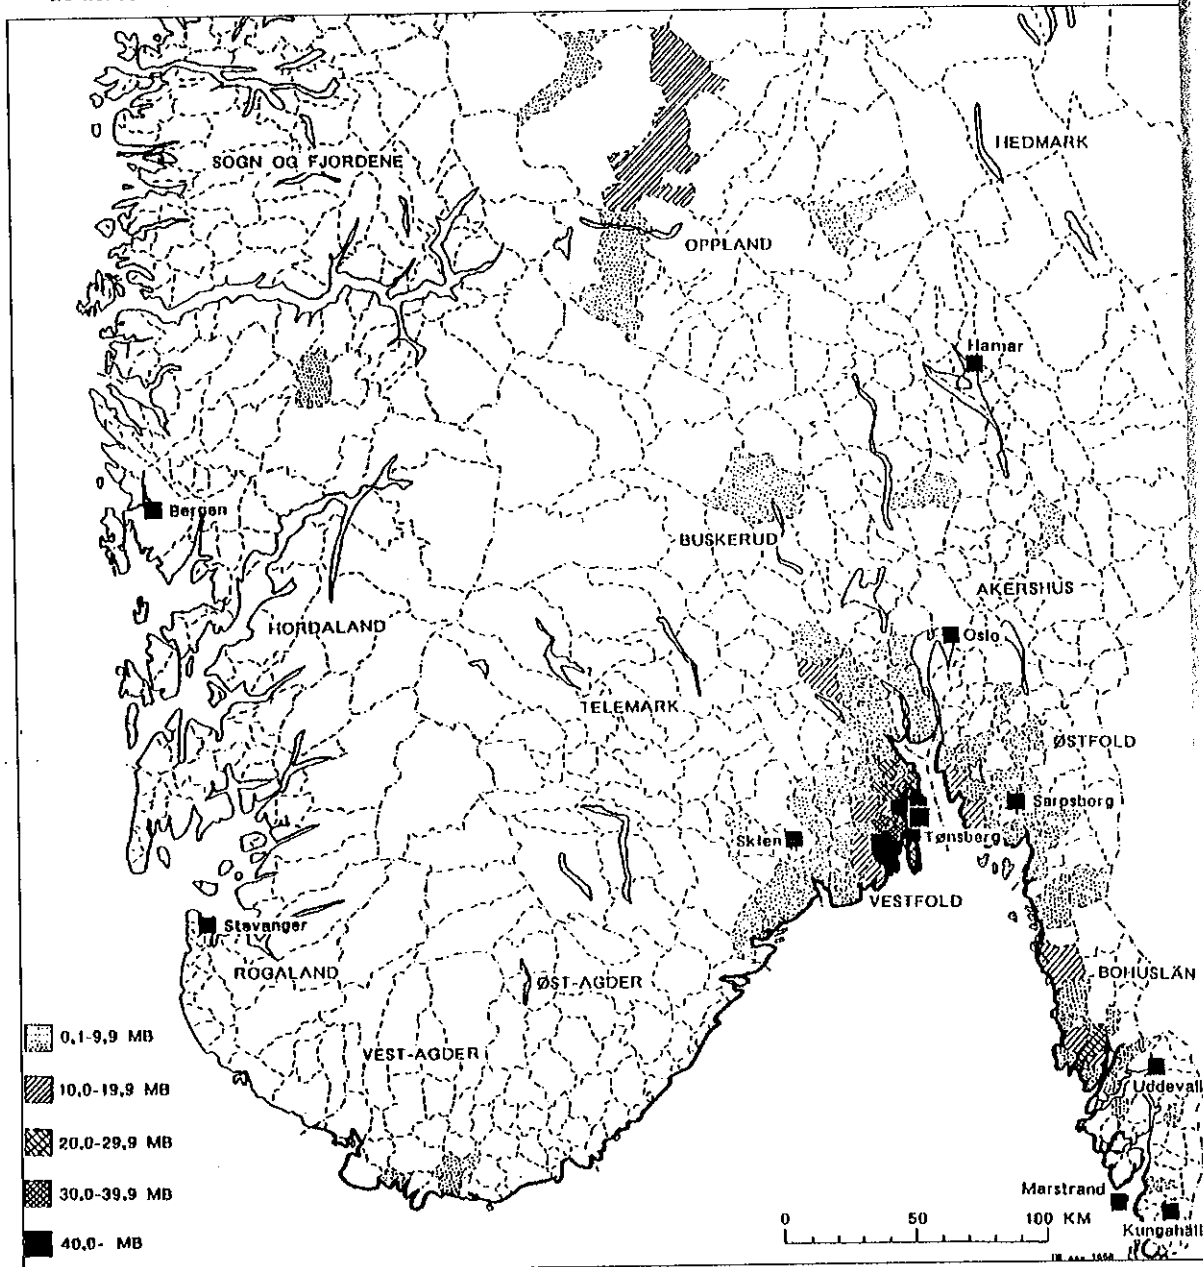 SOGN OG FJORDENE
HEDMARK
OPPLAND
Hamar
Bergen
BUSKERUD
AKERSHUS
HORDALAND
Oslo
TELEMARK
ØSTFOLD
Sarpsborg
Skien
Tønsberg
VESTFOLD
Stavanger
ROGALAND
ØST-AGDER
BOHUSLÄN
0,1-9,9 MB
VEST-AGDER
Uddevall
10,0-19,9 MB
20,0-29,9 MB
30,0-39,9 MB
Marstrand
40,0- MB
0 50 100 KM
Kungahäll